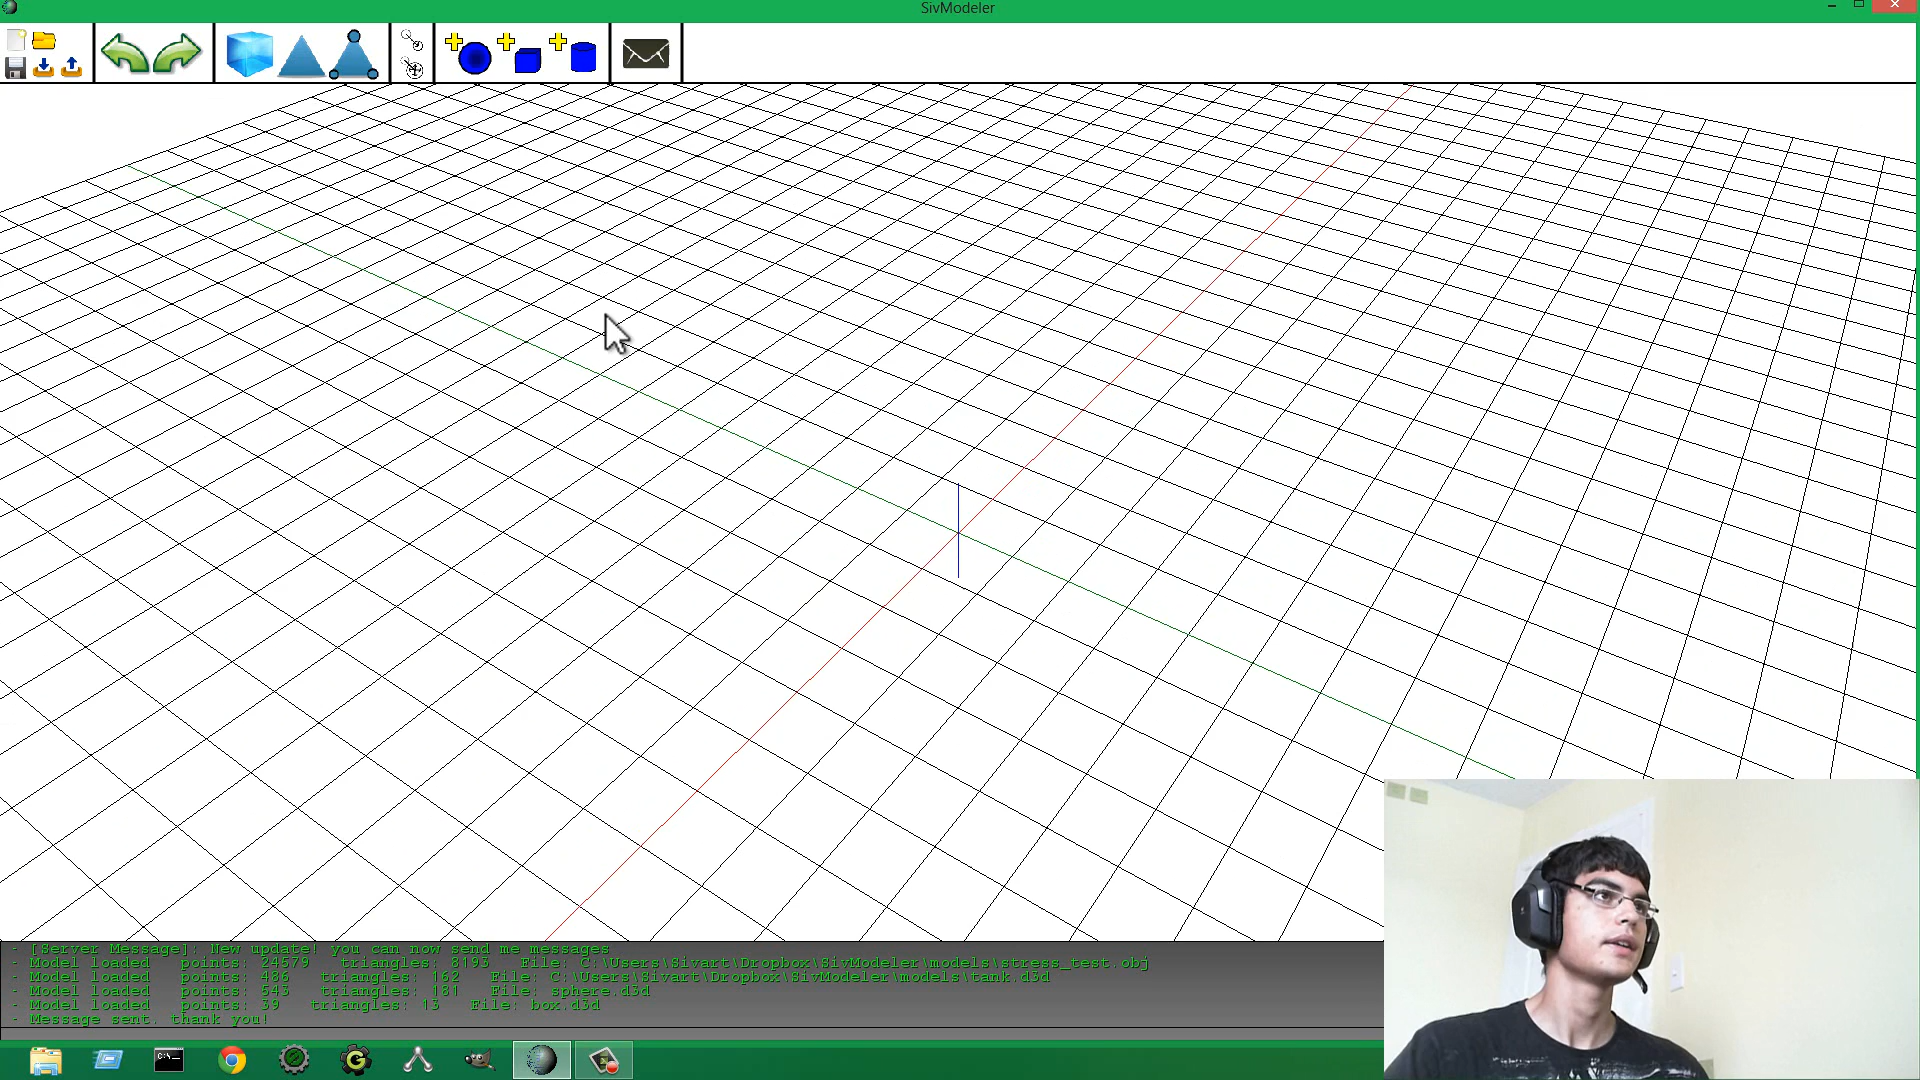 SivModeler
- [Server Message]: New update! you can now send me messages
- Model loaded   points: 24579   triangles: 8193   File: C:\Users\Sivart\Dropbox\SivModeler\models\stress_test.obj
- Model loaded   points: 486   triangles: 162   File: C:\Users\Sivart\Dropbox\SivModeler\models\tank.d3d
- Model loaded   points: 543   triangles: 181   File: sphere.d3d
- Model loaded   points: 39   triangles: 13   File: box.d3d
- Message sent. thank you!